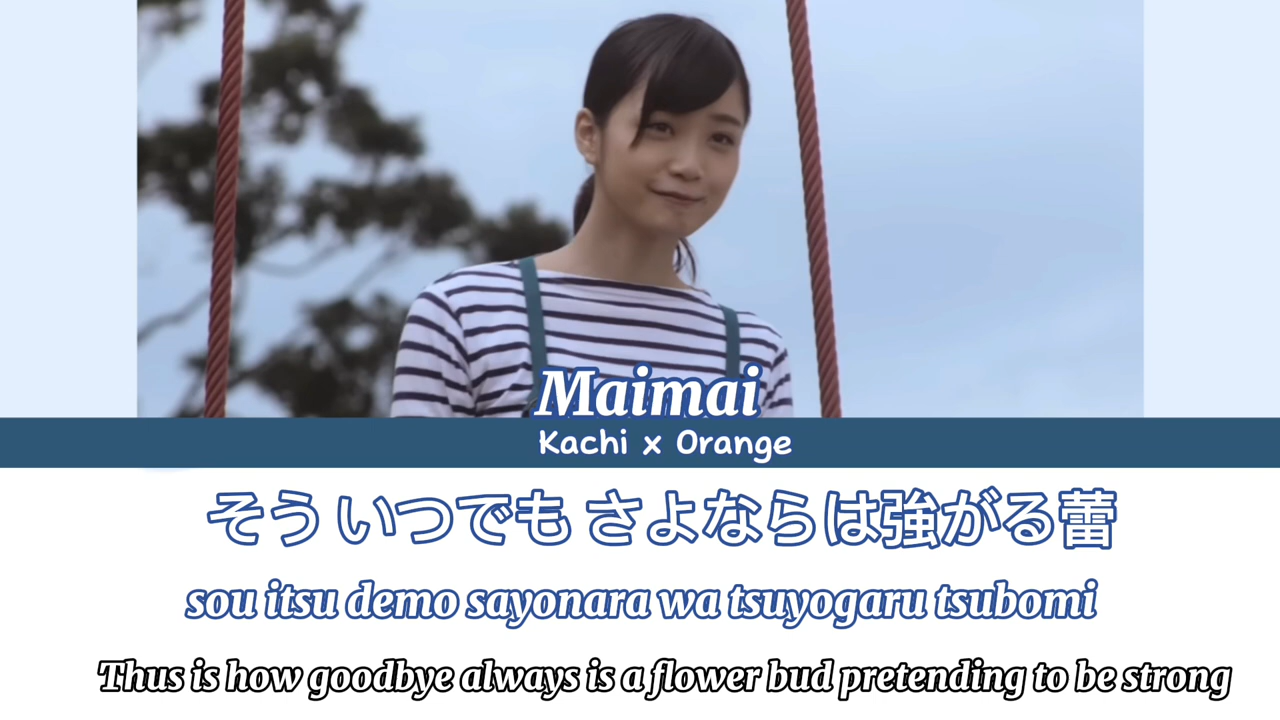 Maimai
Kachi x Orange
そう いつでも さよならは強がる蕾
sou itsu demo sayonara wa tsuyogaru tsubomi
Thus is how goodbye always is a flower bud pretending to be strong